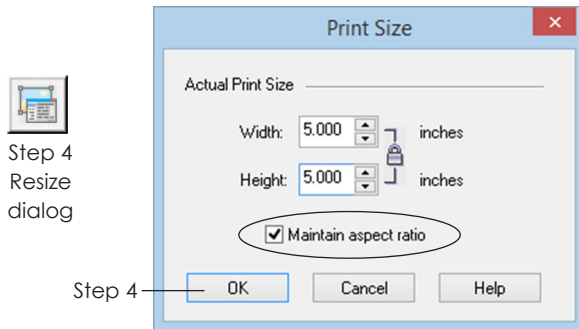 Print Size
Actual Print Size
Width: 5.000 inches
Height: 5.000 inches
Maintain aspect ratio
OK Cancel Help
Step 4
Resize
dialog
Step 4